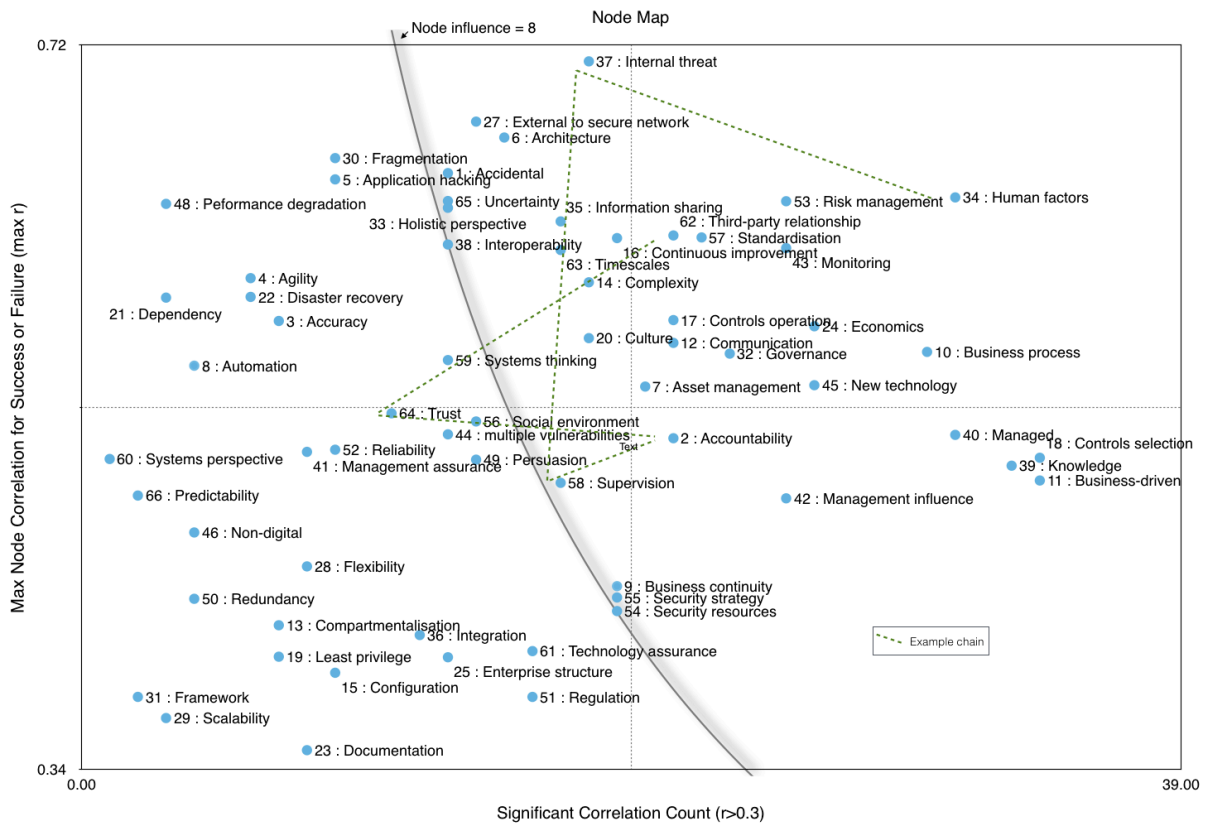 Node Map
Node influence = 8
0.72
37 : Internal threat
27 : External to secure network
6 : Architecture
30 : Fragmentation
1 : Accidental
5 : Application hacking
48 : Peformance degradation
65 : Uncertainty
35 : Information sharing
53 : Risk management
34 : Human factors
33 : Holistic perspective
62 : Third-party relationship
38 : Interoperability
57 : Standardisation
16 : Continuous improvement
63 : Timescales
43 : Monitoring
4 : Agility
14 : Complexity
22 : Disaster recovery
21 : Dependency
3 : Accuracy
17 : Controls operation
24 : Economics
20 : Culture
12 : Communication
32 : Governance
10 : Business process
59 : Systems thinking
8 : Automation
7 : Asset management
45 : New technology
64 : Trust
56 : Social environment
44 : multiple vulnerabilities
Text
2 : Accountability
40 : Managed
18 : Controls selection
52 : Reliability
60 : Systems perspective
41 : Management assurance
49 : Persuasion
39 : Knowledge
58 : Supervision
11 : Business-driven
66 : Predictability
42 : Management influence
46 : Non-digital
28 : Flexibility
9 : Business continuity
50 : Redundancy
55 : Security strategy
54 : Security resources
13 : Compartmentalisation
36 : Integration
Example chain
19 : Least privilege
61 : Technology assurance
25 : Enterprise structure
15 : Configuration
31 : Framework
51 : Regulation
29 : Scalability
23 : Documentation
0.34
0.00
39.00
Significant Correlation Count (r>0.3)
Max Node Correlation for Success or Failure (max r)